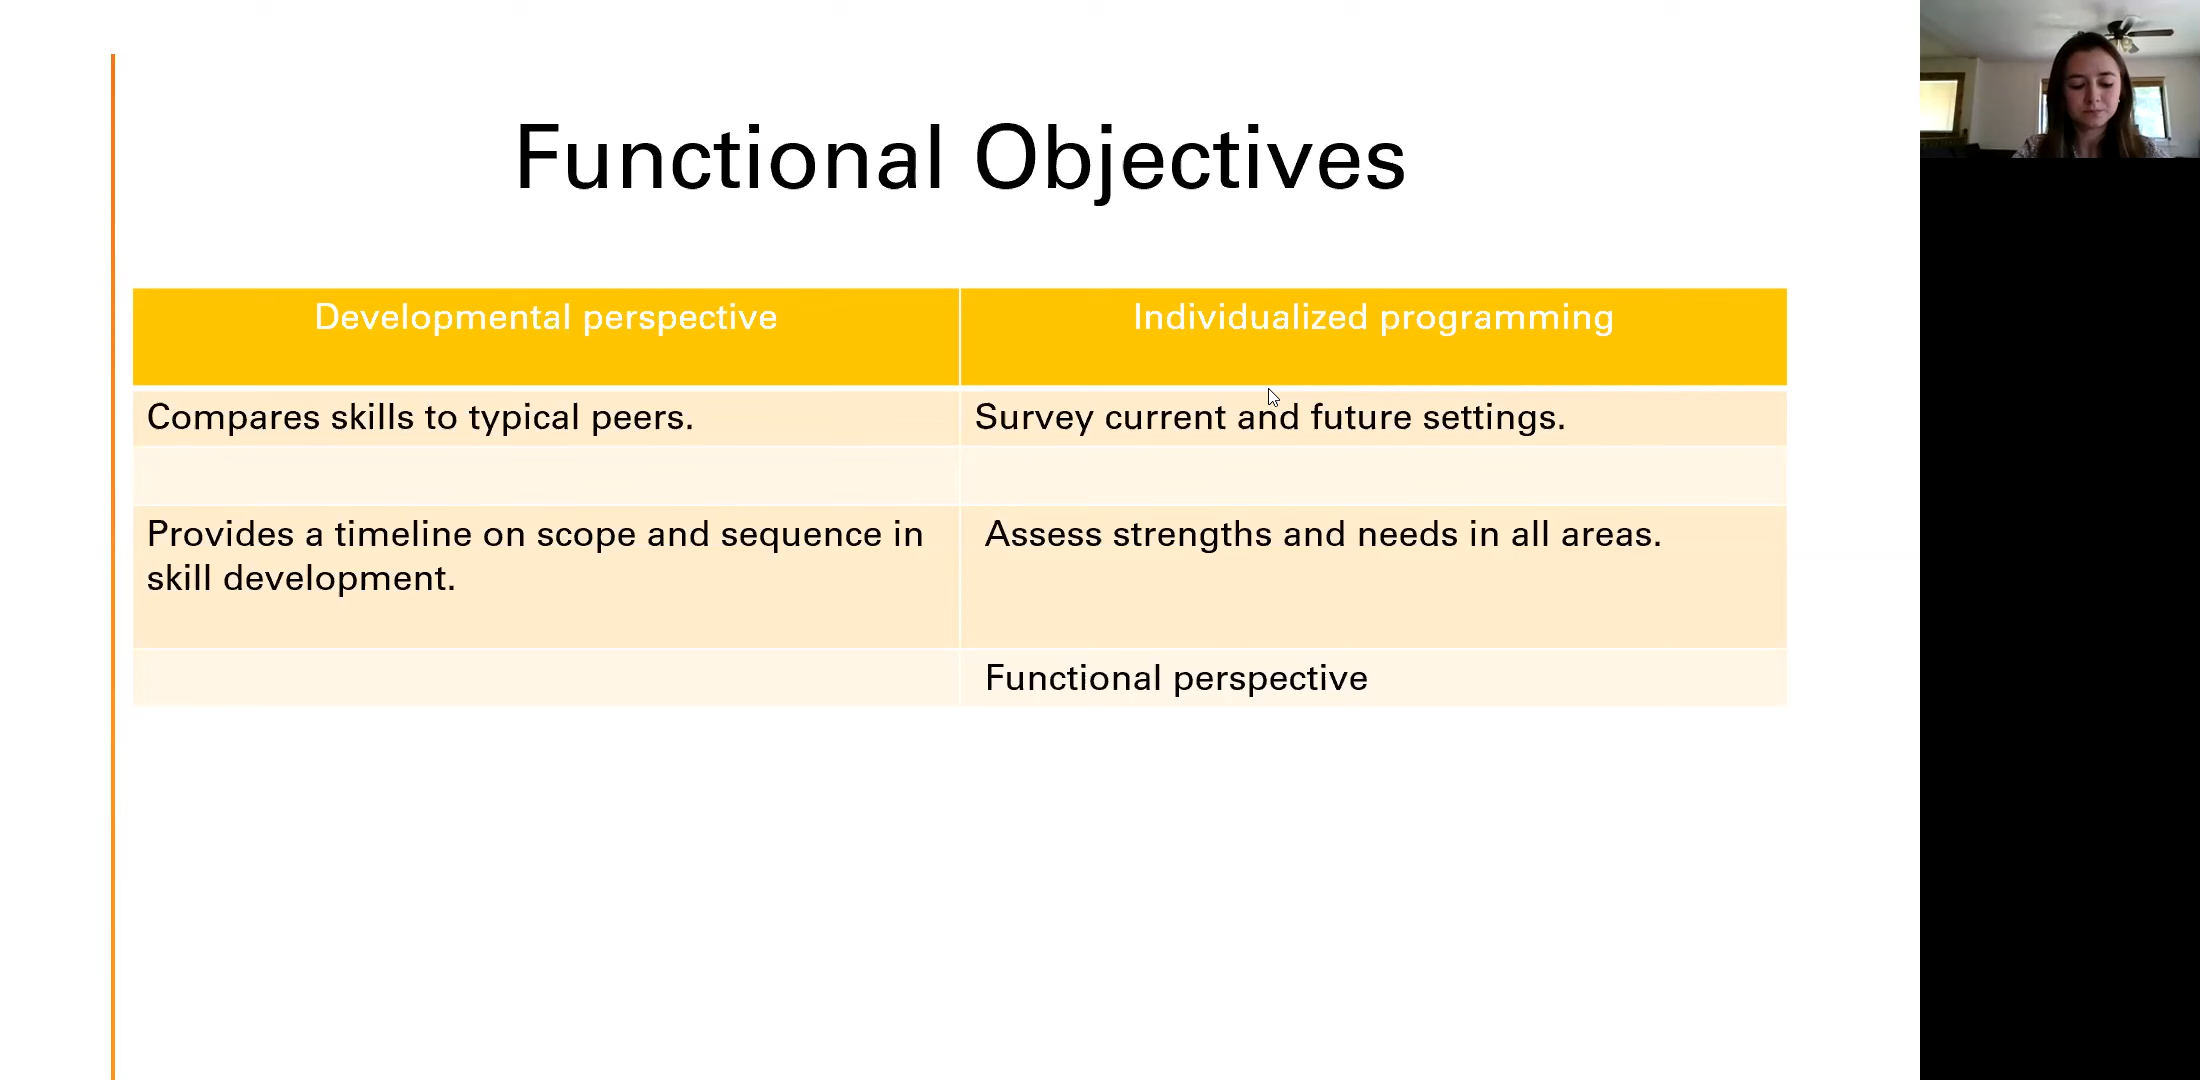 Functional Objectives
Developmental perspective
Individualized programming
Compares skills to typical peers.
Survey current and future settings.
Provides a timeline on scope and sequence in
skill development.
Assess strengths and needs in all areas.
Functional perspective